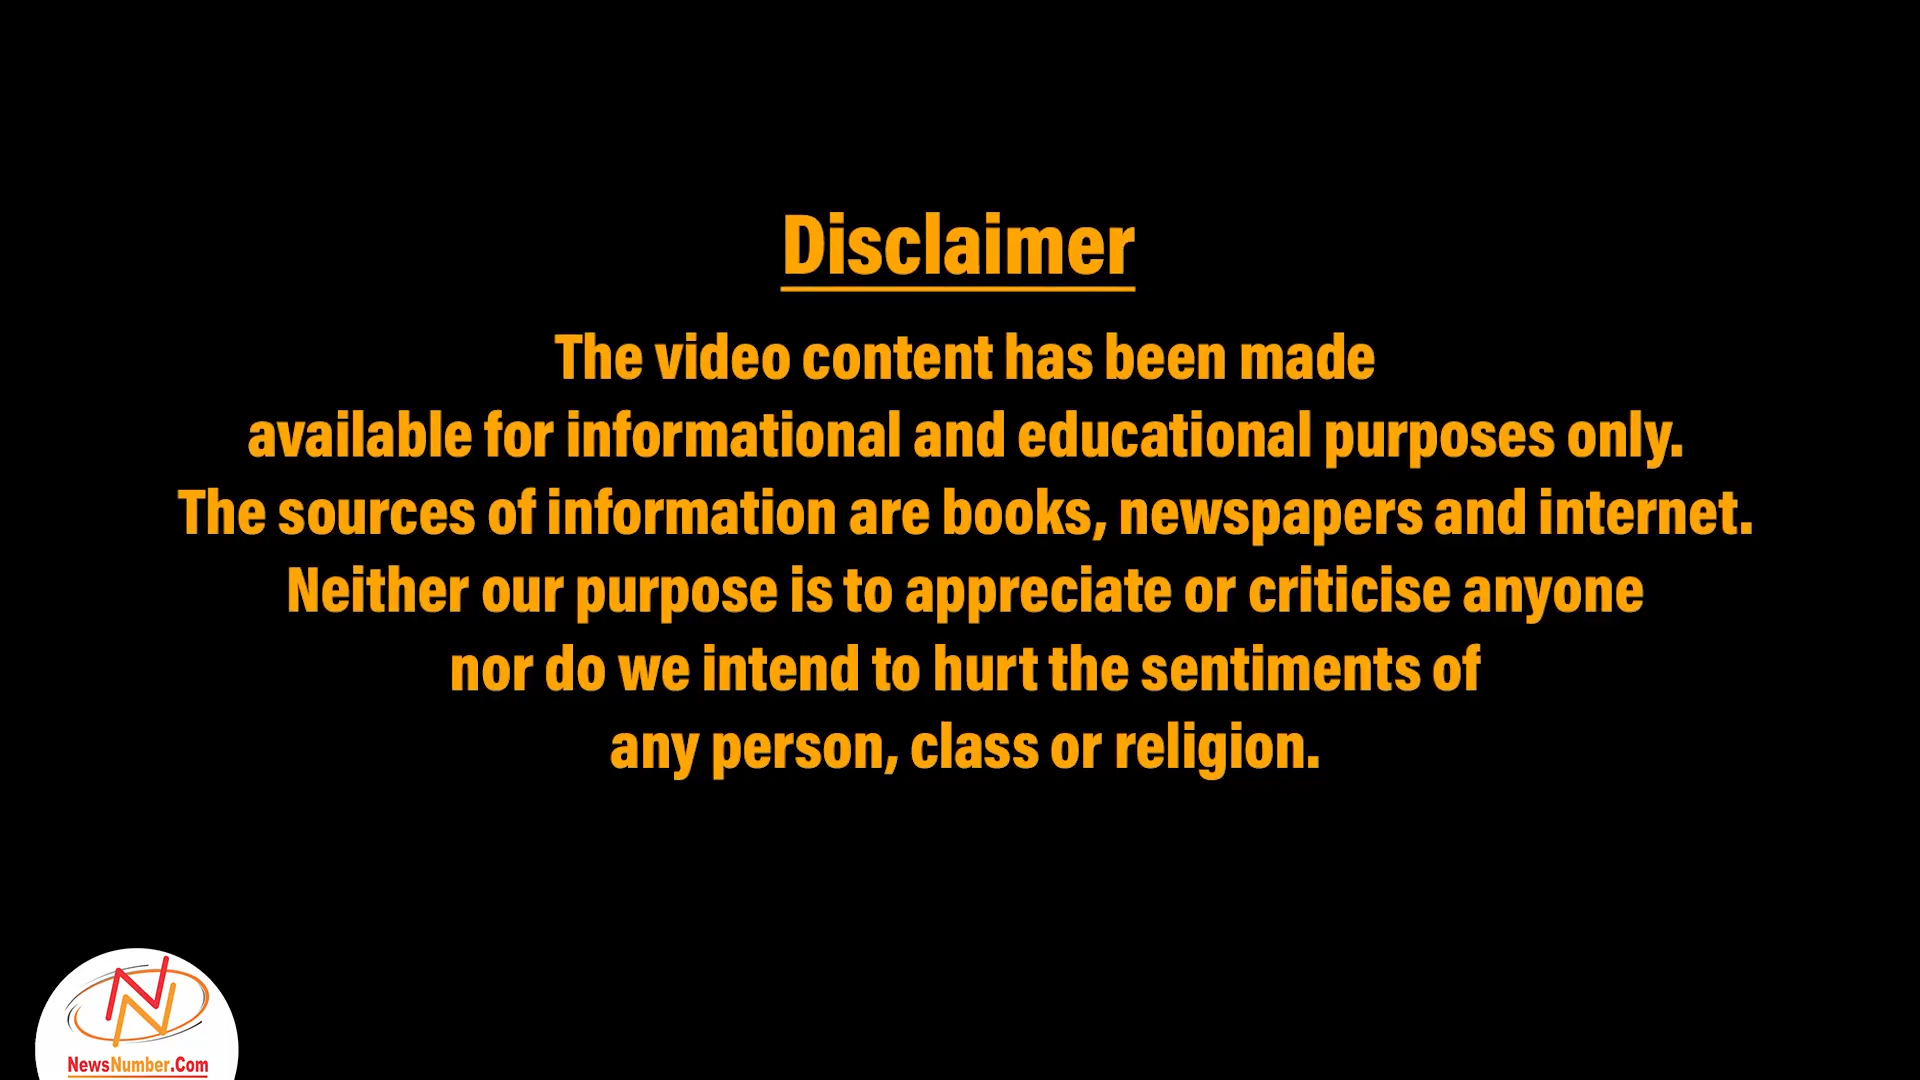 Disclaimer
The video content has been made
available for informational and educational purposes only.
The sources of information are books, newspapers and internet.
Neither our purpose is to appreciate or criticise anyone
nor do we intend to hurt the sentiments of
any person, class or religion.
NN
NewsNumber.Com